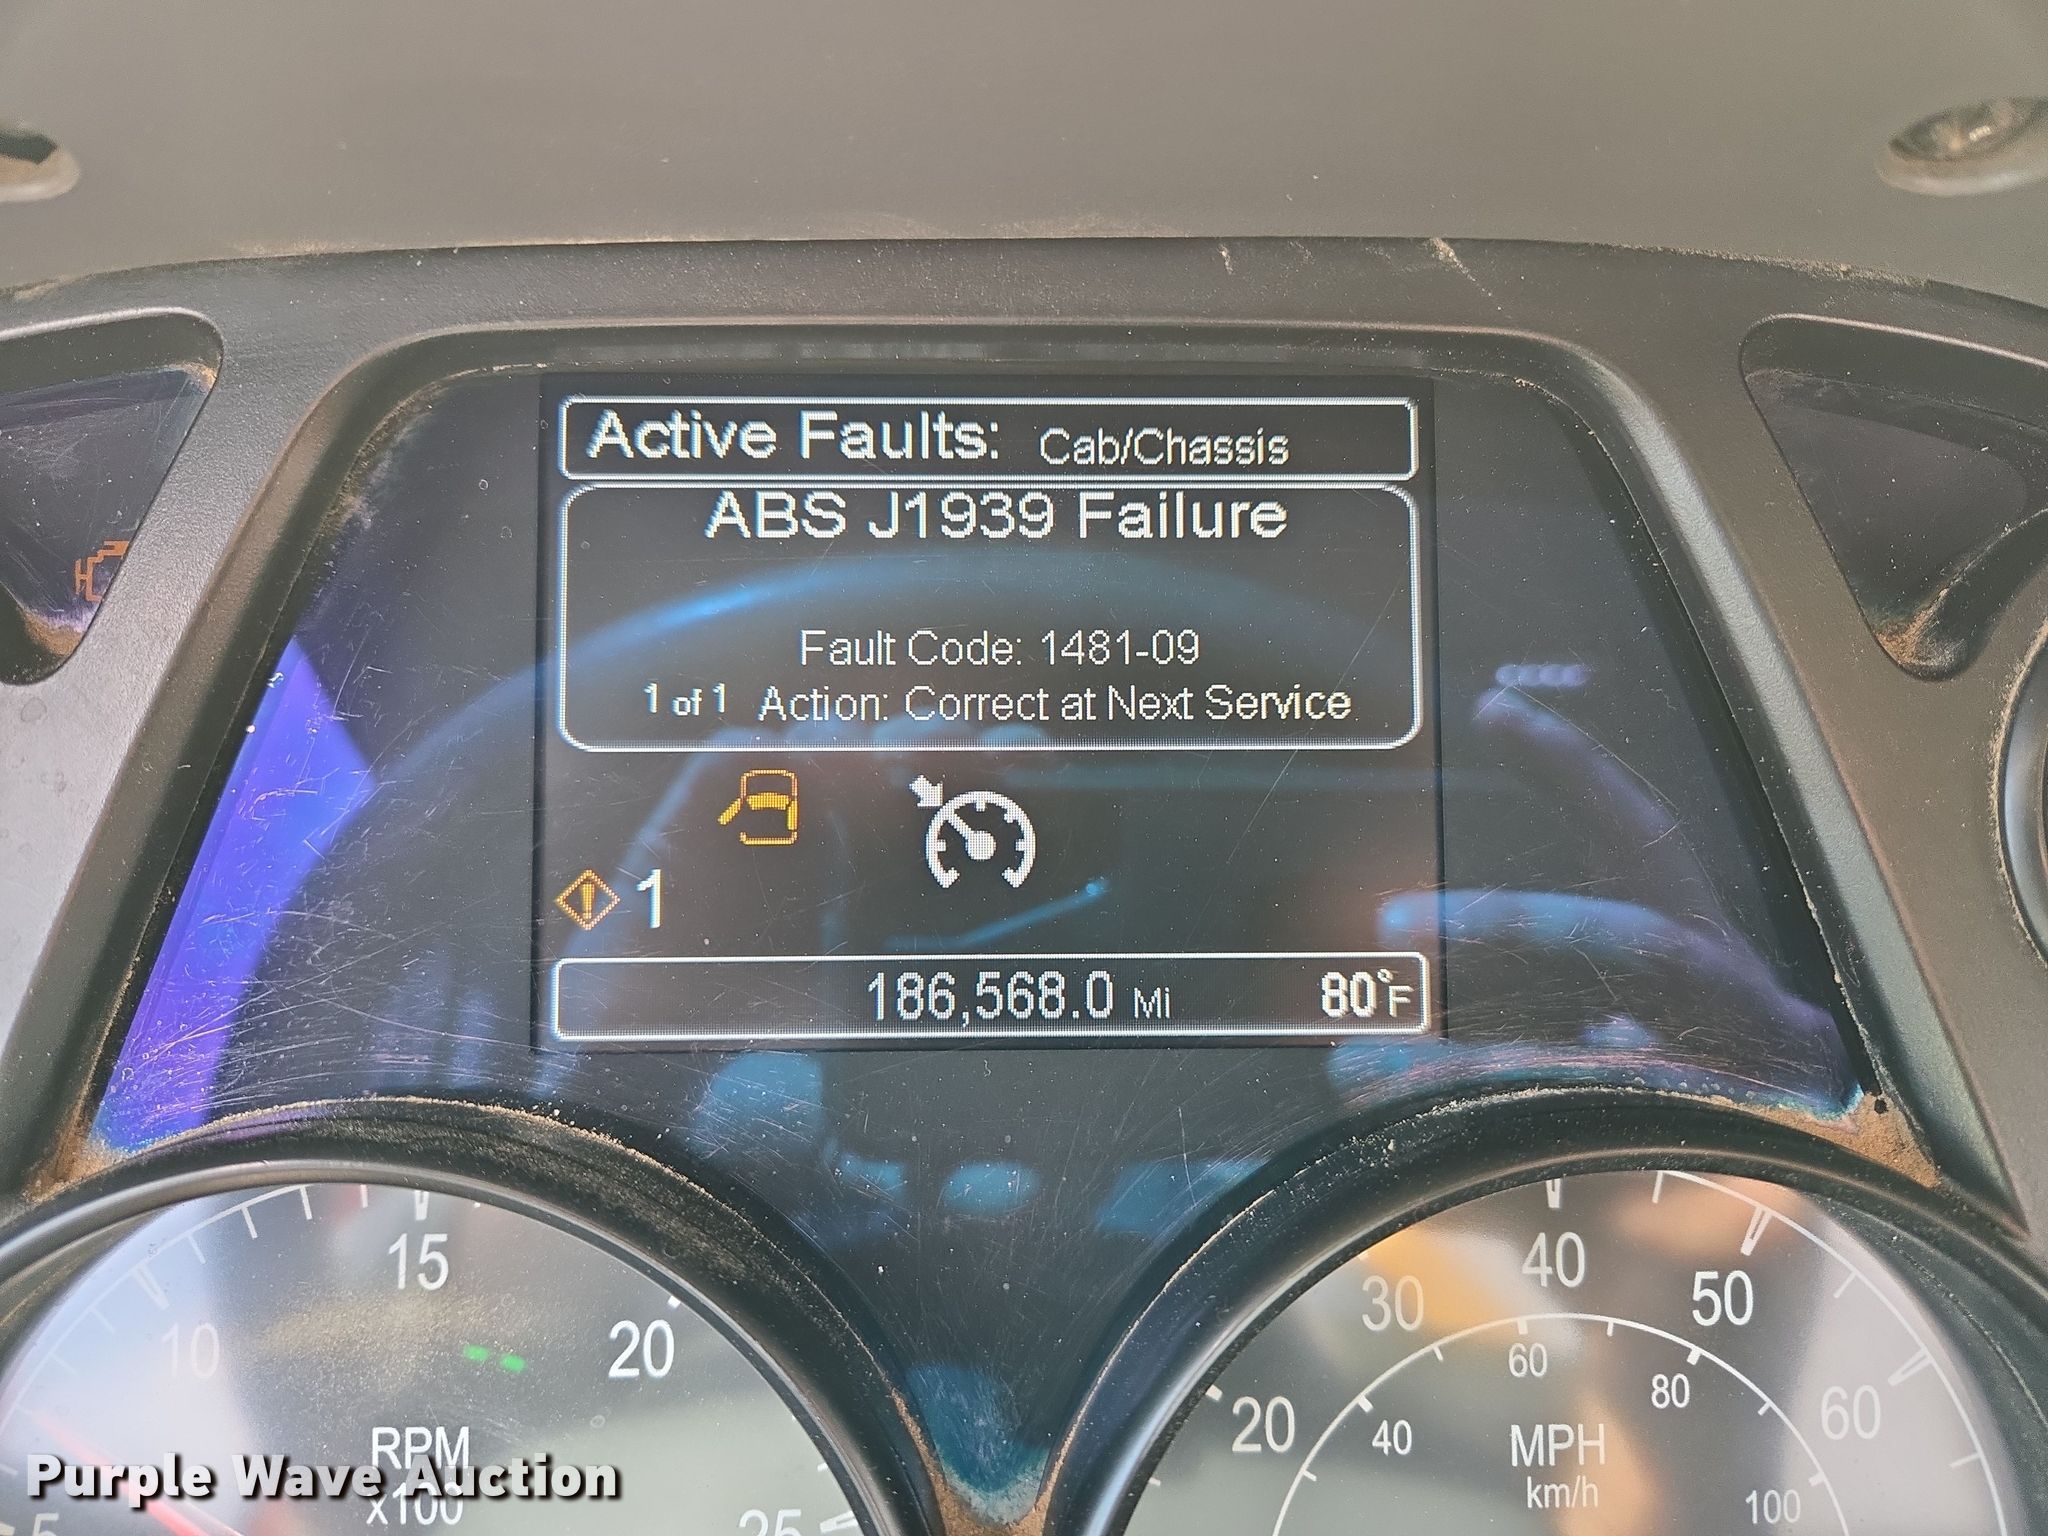 Active Faults: Cab/Chassis
ABS J1939 Failure
Fault Code: 1481-09
1 of 1 Action: Correct at Next Service
1
186,568.0 Mi 80°F
5
10
15
20
25
RPM
x100
20
30
40
50
60
40
60
80
100
MPH
km/h
Purple Wave Auction